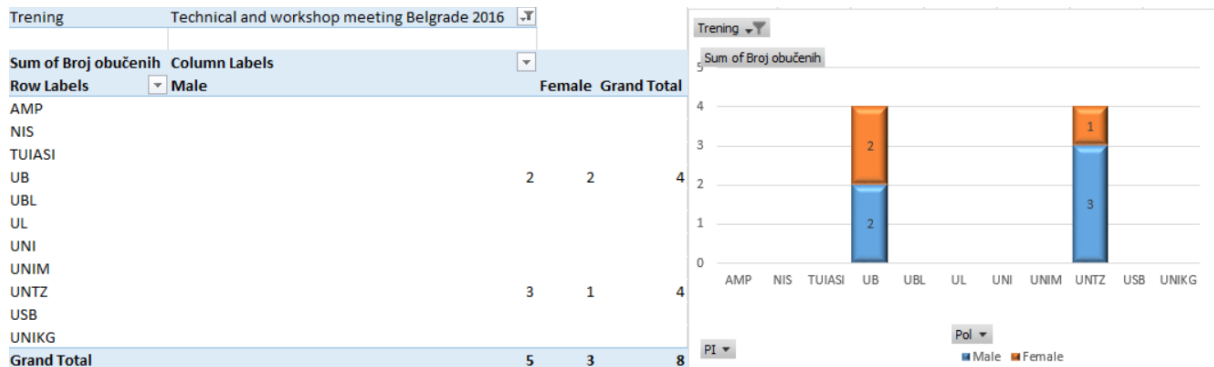 Trening Technical and workshop meeting Belgrade 2016
Sum of Broj obučenih Column Labels
Row Labels Male Female Grand Total
AMP
NIS
TUIASI
UB 2 2 4
UBL
UL
UNI
UNIM
UNTZ 3 1 4
USB
UNIKG
Grand Total 5 3 8
Trening
Sum of Broj obučenih
5
4
3
2
1
0
2
2
1
3
AMP NIS TUIASI UB UBL UL UNI UNIM UNTZ USB UNIKG
Pol
PI
Male Female